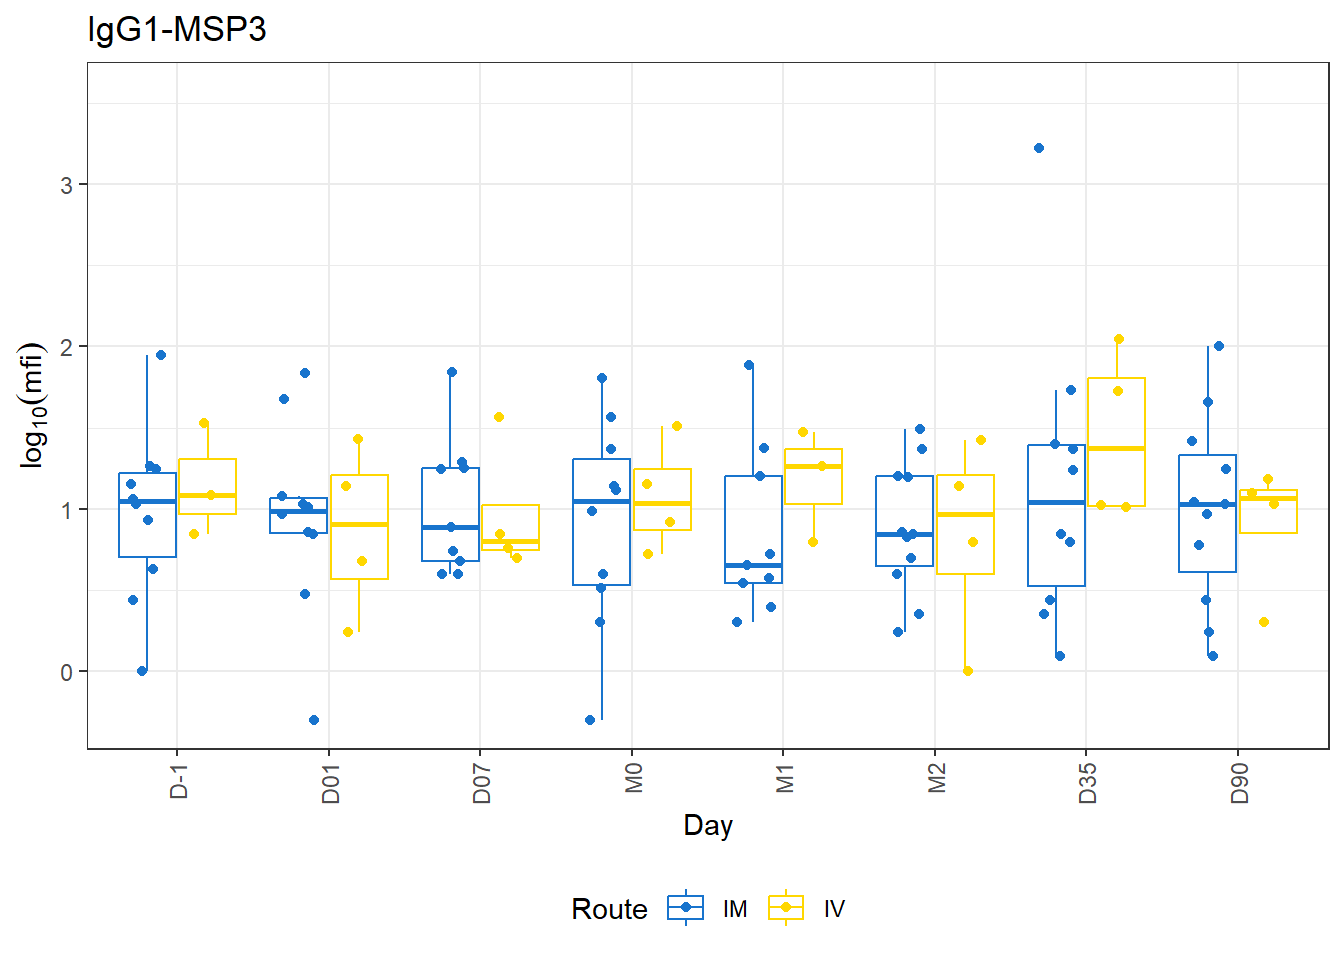 IgG1-MSP3
log10(mfi)
3
2
1
0
D-1 D01 D07 M0 M1 M2 D35 D90
Day
Route IM IV